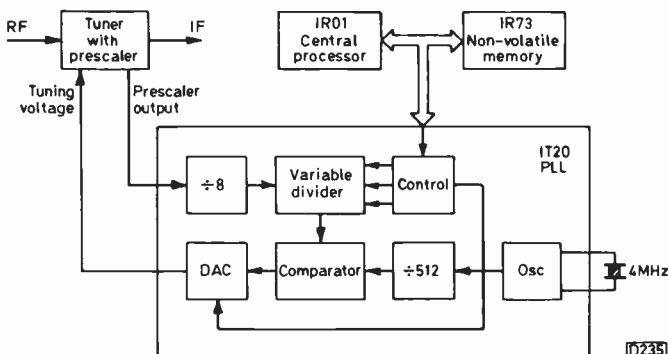 RF
Tuner
with
prescaler
IF
IR01
Central
processor
IR73
Non-volatile
memory
Tuning
voltage
Prescaler
output
IT20
PLL
÷8
Variable
divider
Control
DAC
Comparator
÷512
Osc
4MHz
D235